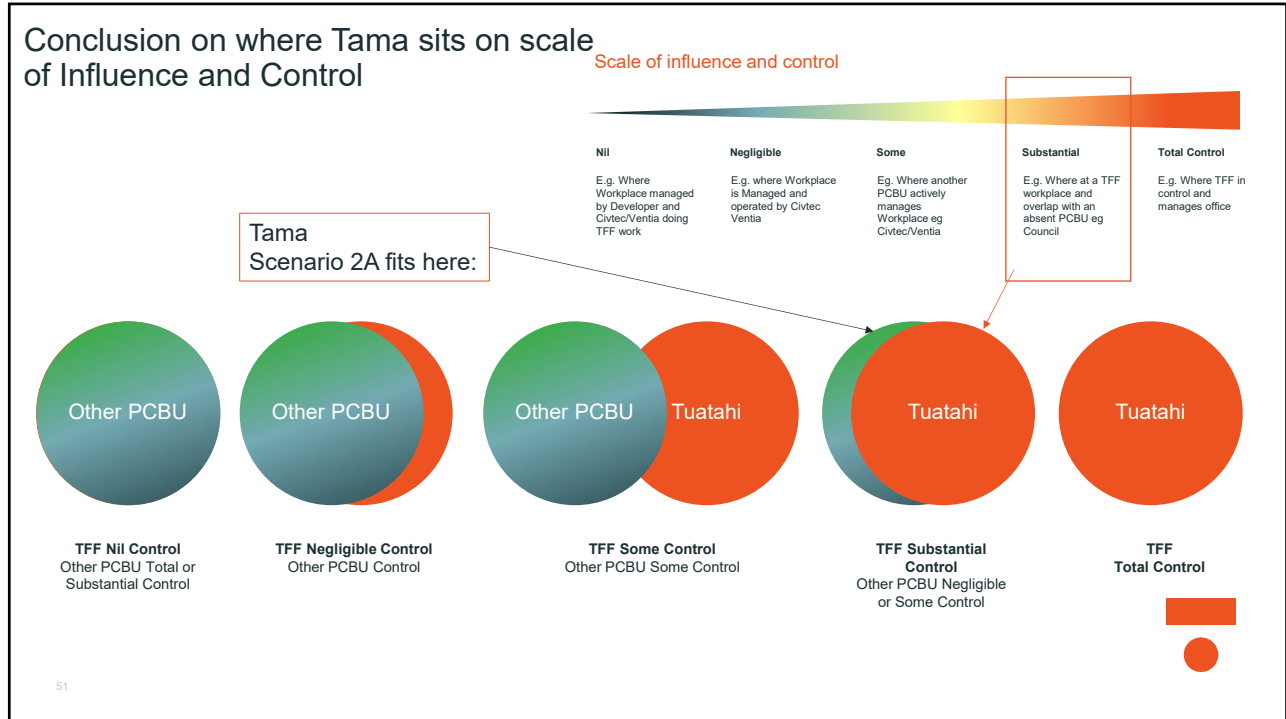 Conclusion on where Tama sits on scale
of Influence and Control
Scale of influence and control
Nil
E.g. Where
Workplace managed
by Developer and
Civtec/Ventia doing
TFF work
Negligible
E.g. where Workplace
is Managed and
operated by Civtec
Ventia
Some
Eg. Where another
PCBU actively
manages
Workplace eg
Civtec/Ventia
Substantial
E.g. Where at a TFF
workplace and
overlap with an
absent PCBU eg
Council
Total Control
E.g. Where TFF in
control and
manages office
Tama
Scenario 2A fits here:
Other PCBU
Other PCBU
Other PCBU
Tuatahi
Tuatahi
Tuatahi
TFF Nil Control
Other PCBU Total or
Substantial Control
TFF Negligible Control
Other PCBU Control
TFF Some Control
Other PCBU Some Control
TFF Substantial
Control
Other PCBU Negligible
or Some Control
TFF
Total Control
51